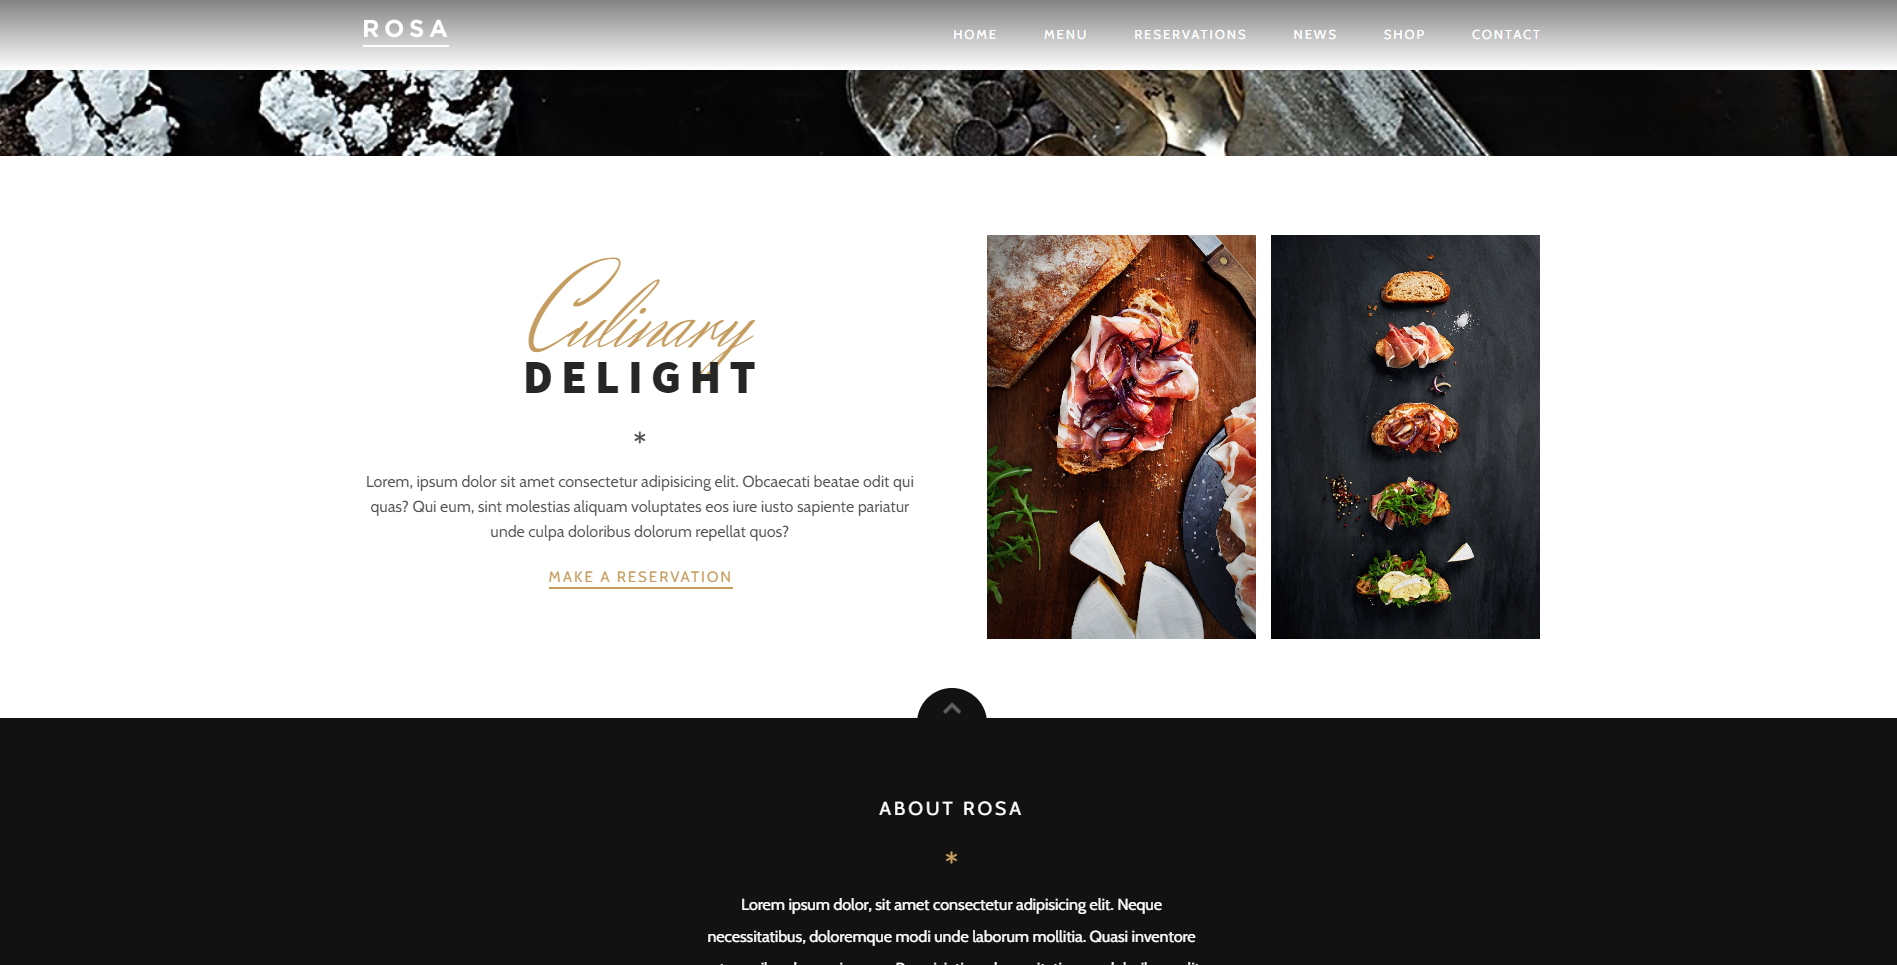 ROSA
HOME MENU RESERVATIONS NEWS SHOP CONTACT
Culinary
DELIGHT
*
Lorem, ipsum dolor sit amet consectetur adipisicing elit. Obcaecati beatae odit qui
quas? Qui eum, sint molestias aliquam voluptates eos iure iusto sapiente pariatur
unde culpa doloribus dolorum repellat quos?
MAKE A RESERVATION
ABOUT ROSA
*
Lorem ipsum dolor, sit amet consectetur adipisicing elit. Neque
necessitatibus, doloremque modi unde laborum mollitia. Quasi inventore